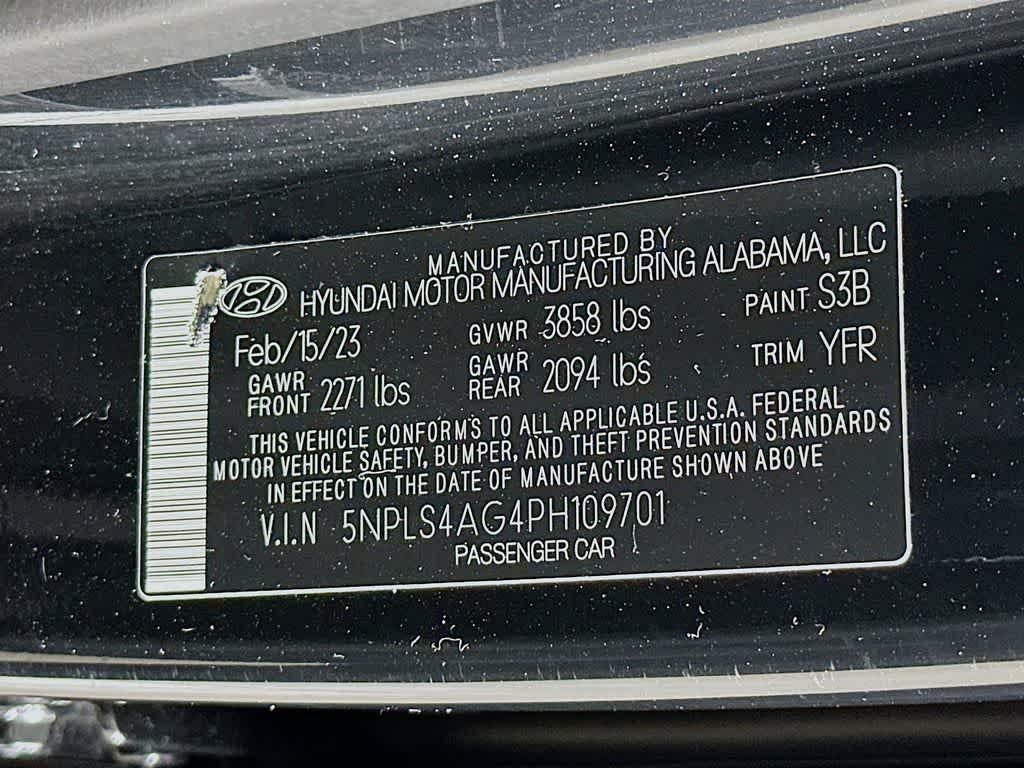 MANUFACTURED BY
HYUNDAI MOTOR MANUFACTURING ALABAMA, LLC
Feb/15/23 GVWR 3858 lbs PAINT S3B
GAWR FRONT 2271 lbs GAWR REAR 2094 lbs TRIM YFR
THIS VEHICLE CONFORMS TO ALL APPLICABLE U.S.A. FEDERAL
MOTOR VEHICLE SAFETY, BUMPER, AND THEFT PREVENTION STANDARDS
IN EFFECT ON THE DATE OF MANUFACTURE SHOWN ABOVE
V.I.N 5NPLS4AG4PH109701
PASSENGER CAR